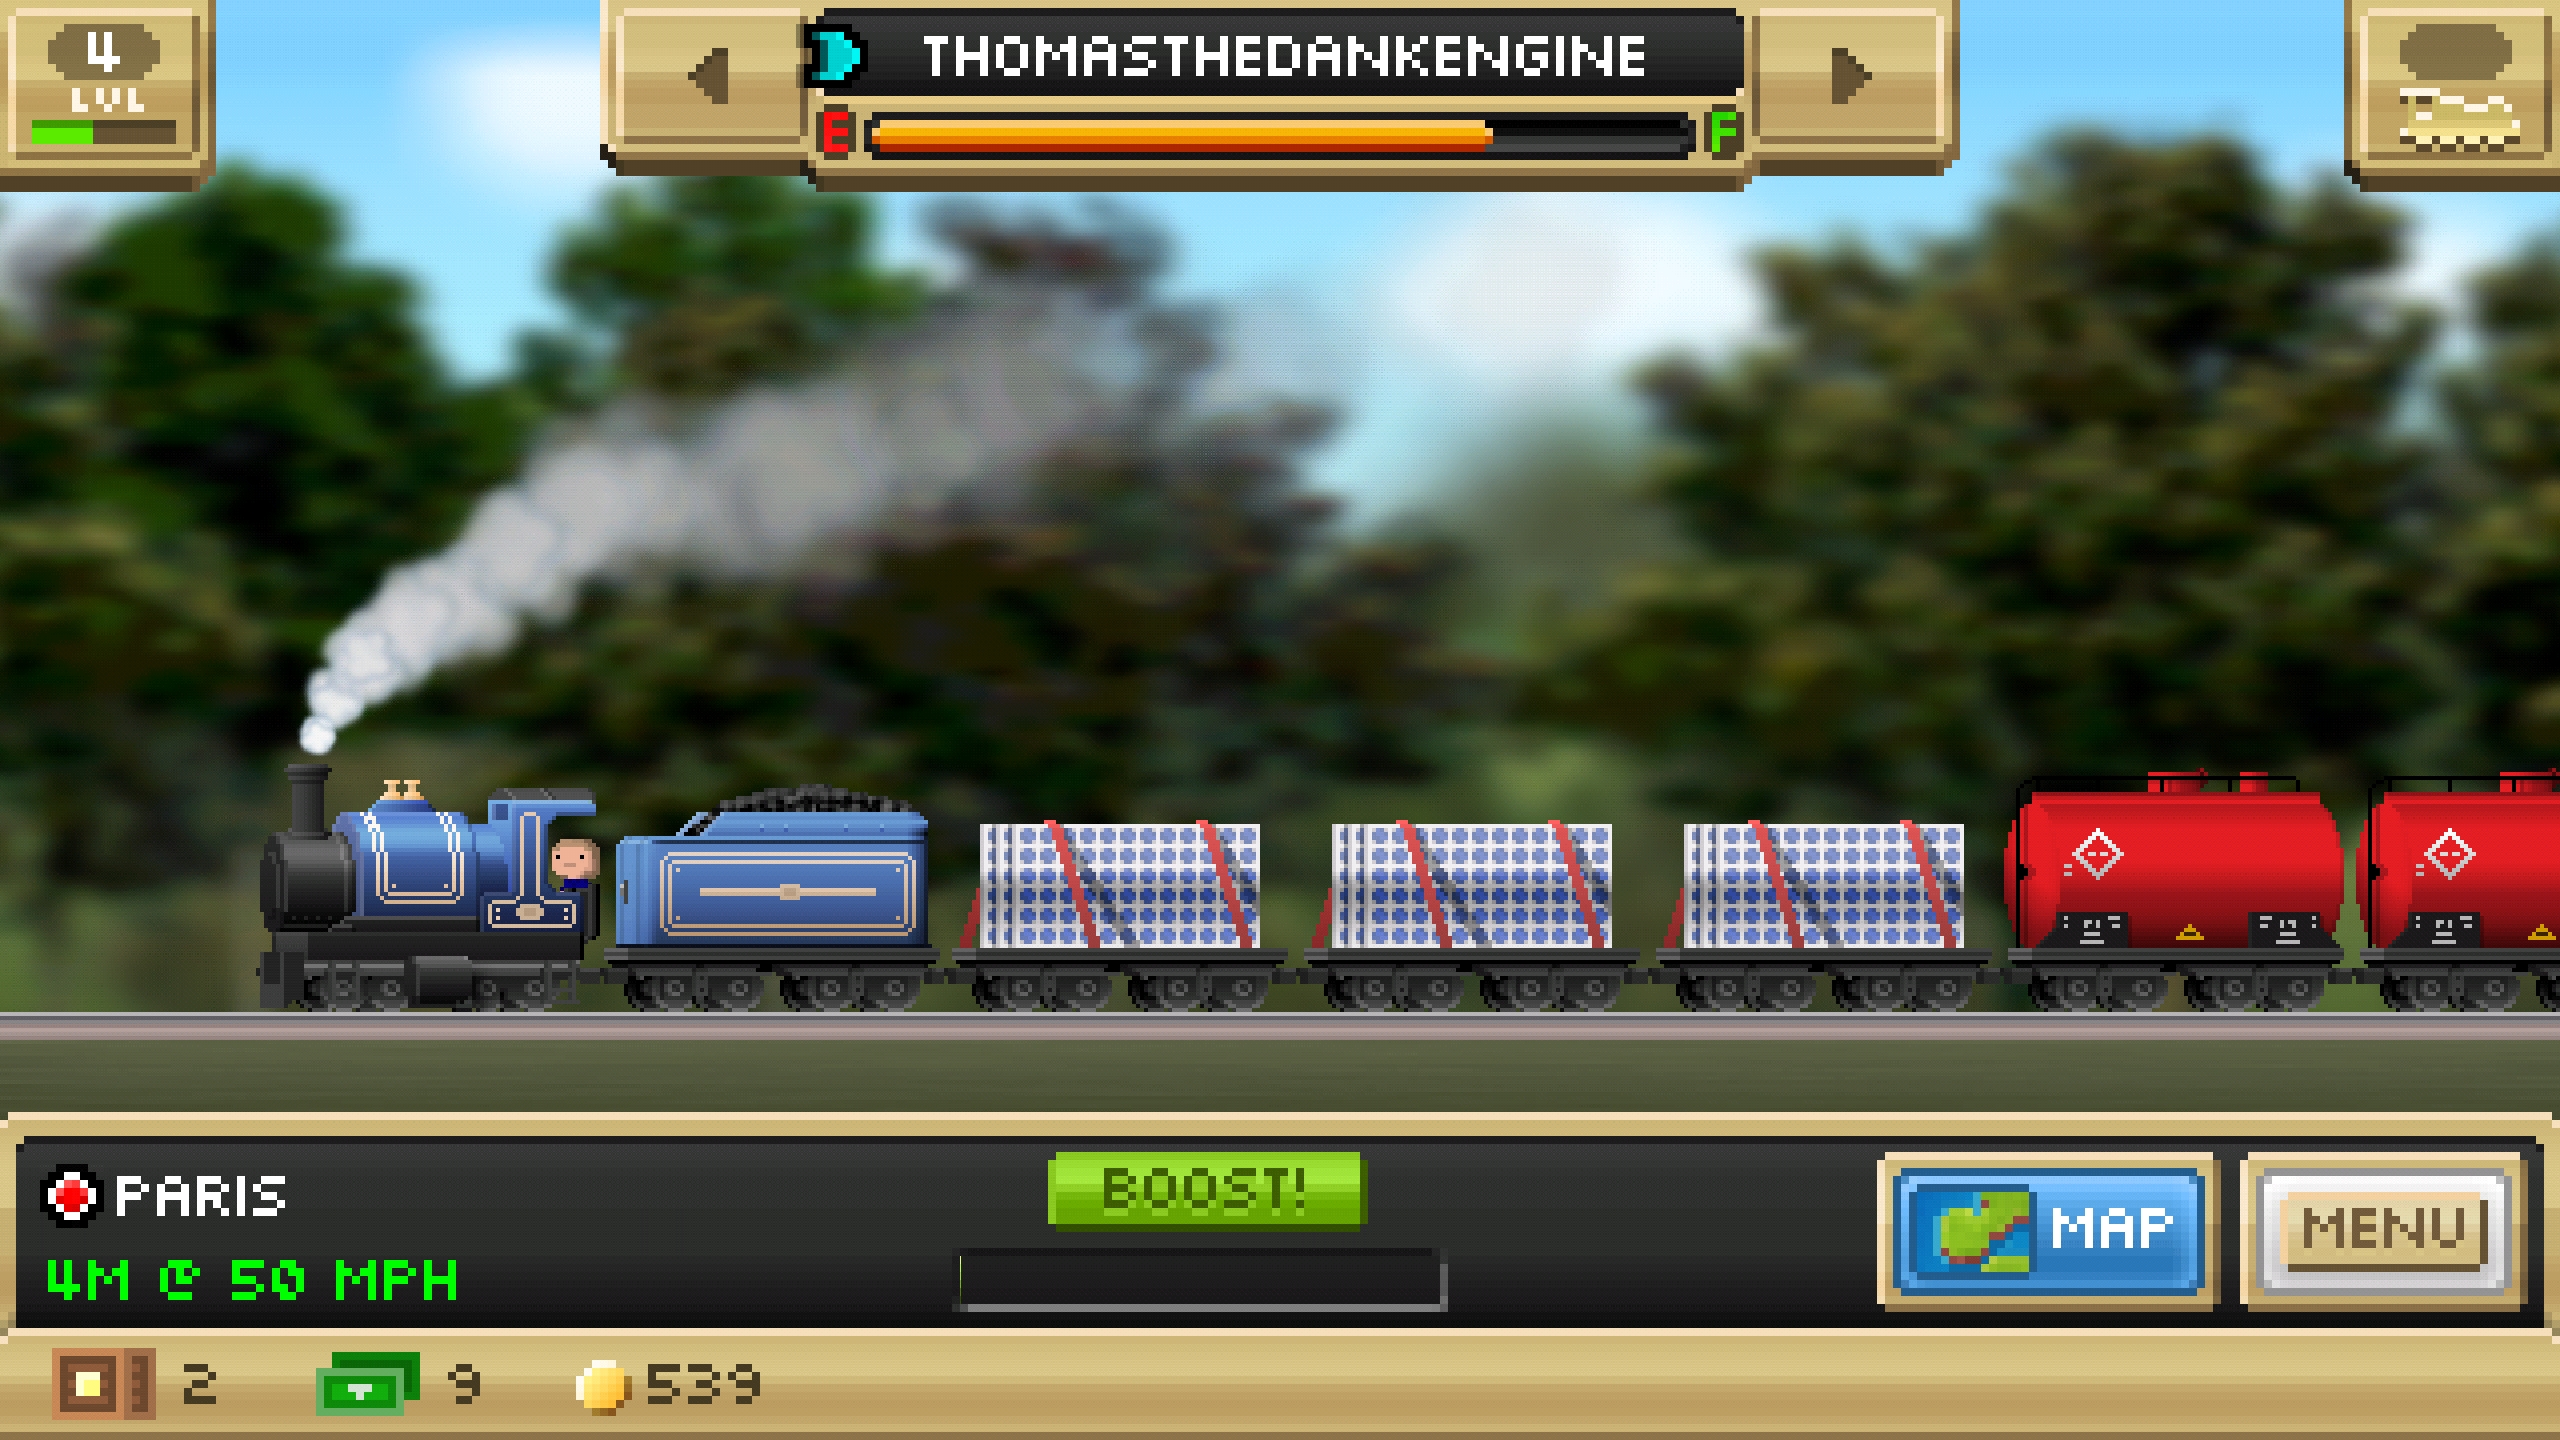 4
LVL
THOMASTHEDANKENGINE
E
F
PARIS
4M @ 50 MPH
BOOST!
MAP
MENU
2
9
539